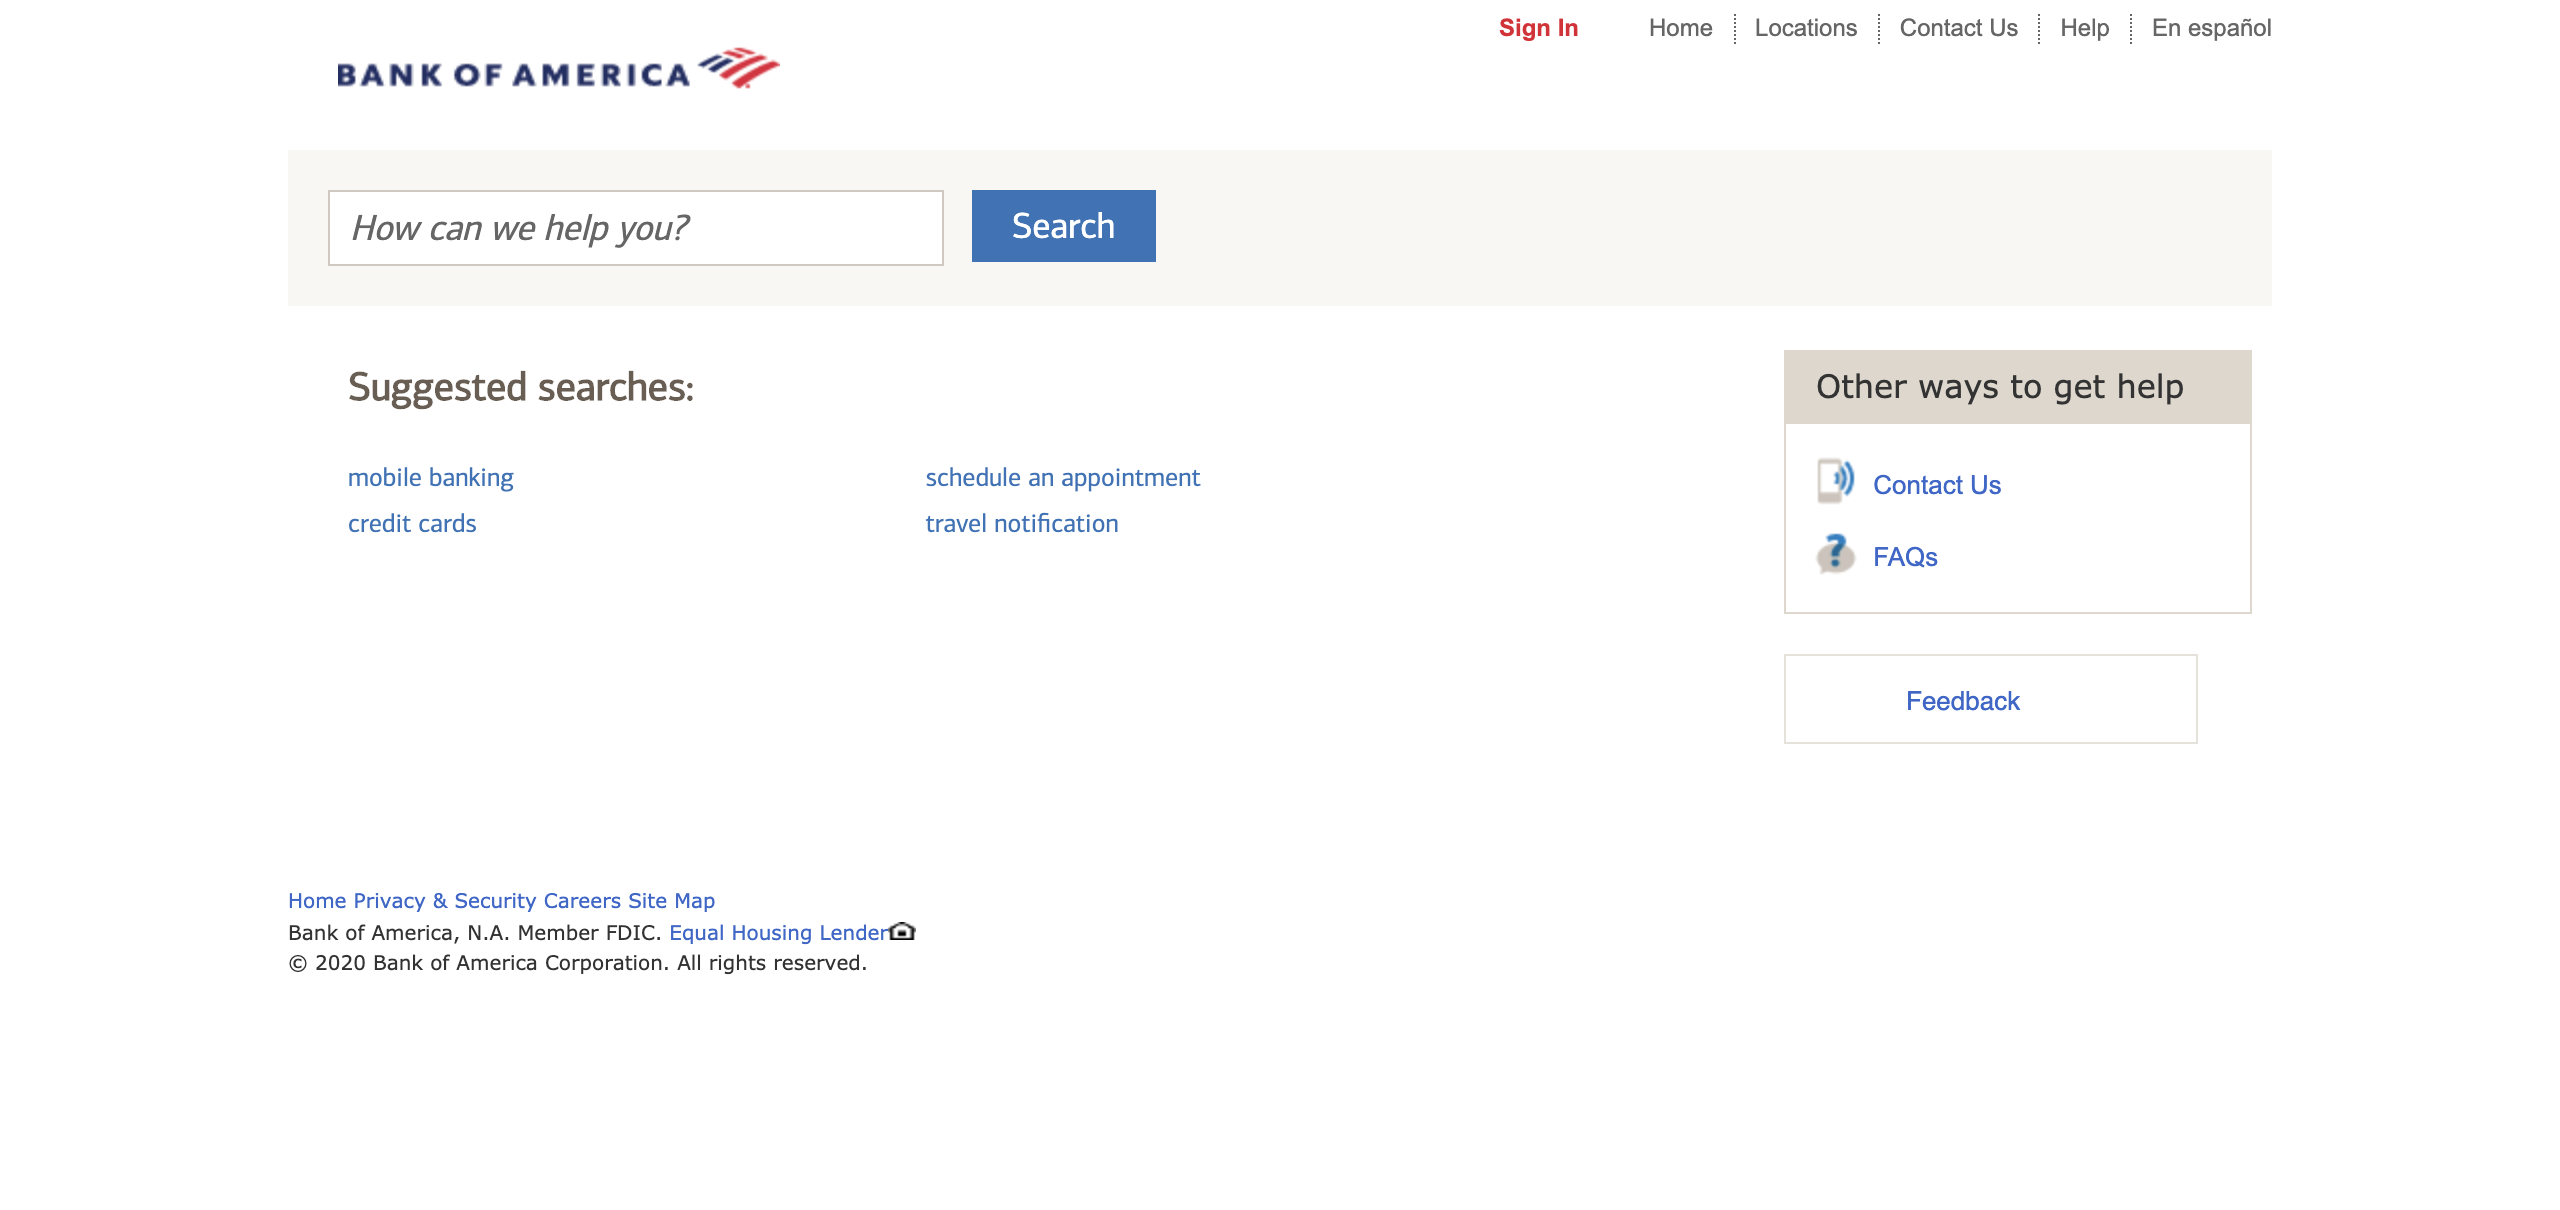 Sign In Home Locations Contact Us Help En español
BANK OF AMERICA
How can we help you? Search
Suggested searches:
mobile banking
schedule an appointment
credit cards
travel notification
Other ways to get help
Contact Us
FAQs
Feedback
Home Privacy & Security Careers Site Map
Bank of America, N.A. Member FDIC. Equal Housing Lender
© 2020 Bank of America Corporation. All rights reserved.